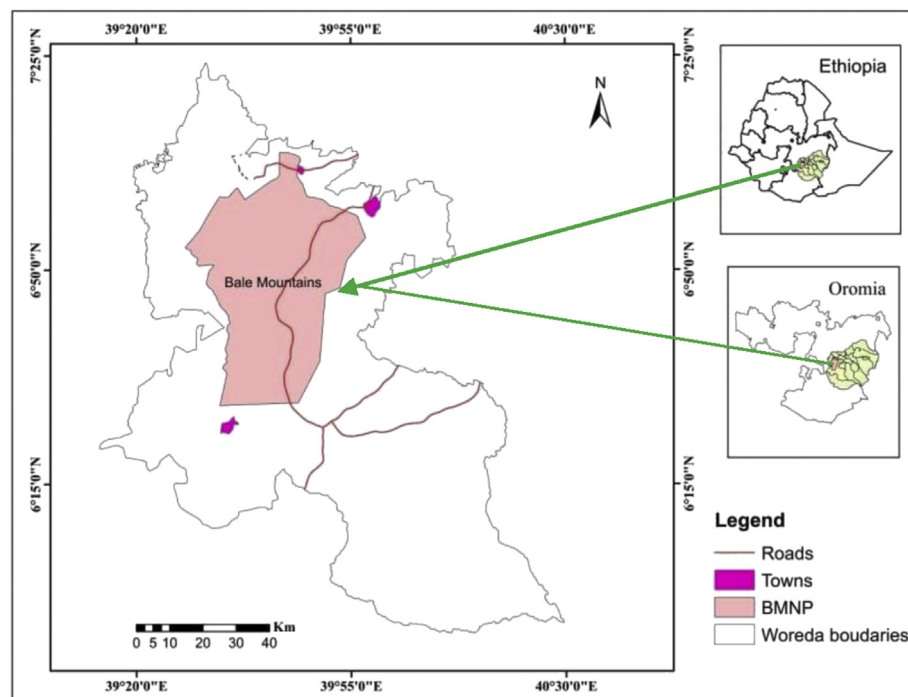 39°20'0"E 39°55'0"E 40°30'0"E
7°25'0"N
7°25'0"N
Ethiopia
N
6°50'0"N
Bale Mountains
6°50'0"N
Oromia
6°15'0"N
6°15'0"N
Legend
Roads
Towns
BMNP
Woreda boudaries
Km
0 5 10 20 30 40
39°20'0"E 39°55'0"E 40°30'0"E